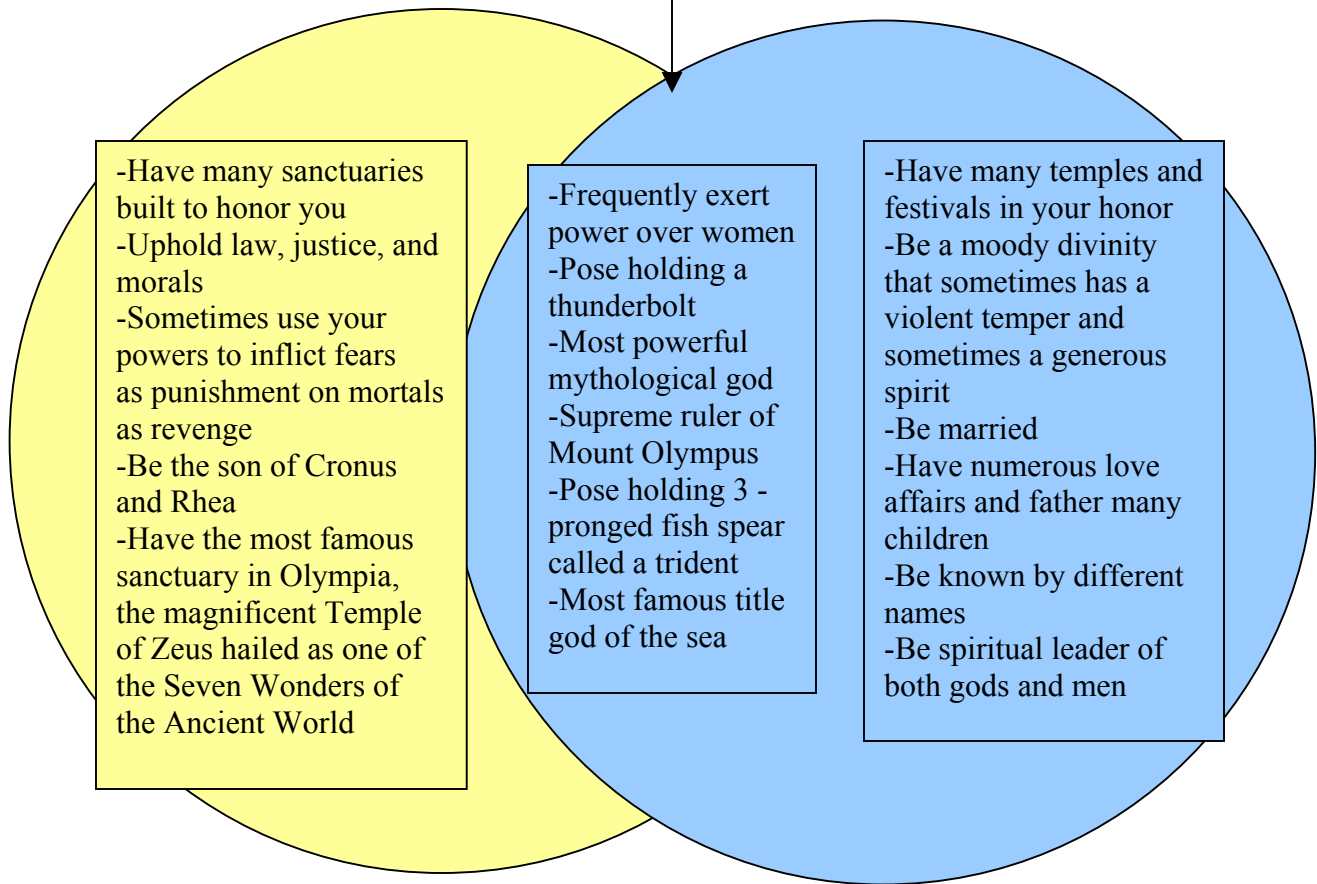 -Have many sanctuaries
built to honor you
-Uphold law, justice, and
morals
-Sometimes use your
powers to inflict fears
as punishment on mortals
as revenge
-Be the son of Cronus
and Rhea
-Have the most famous
sanctuary in Olympia,
the magnificent Temple
of Zeus hailed as one of
the Seven Wonders of
the Ancient World
-Frequently exert
power over women
-Pose holding a
thunderbolt
-Most powerful
mythological god
-Supreme ruler of
Mount Olympus
-Pose holding 3 -
pronged fish spear
called a trident
-Most famous title
god of the sea
-Have many temples and
festivals in your honor
-Be a moody divinity
that sometimes has a
violent temper and
sometimes a generous
spirit
-Be married
-Have numerous love
affairs and father many
children
-Be known by different
names
-Be spiritual leader of
both gods and men